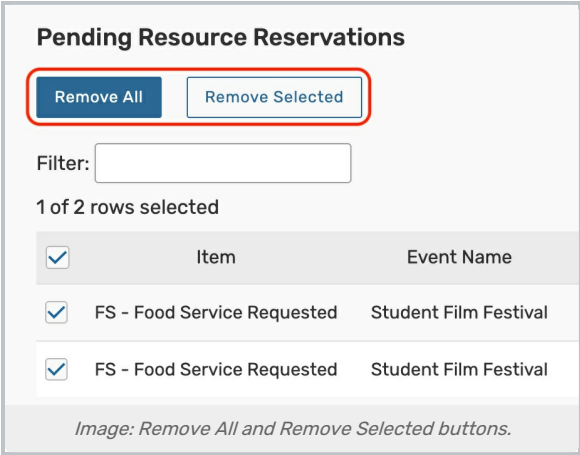 Pending Resource Reservations
Remove All Remove Selected
Filter:
1 of 2 rows selected
Item Event Name
FS - Food Service Requested Student Film Festival
FS - Food Service Requested Student Film Festival
Image: Remove All and Remove Selected buttons.